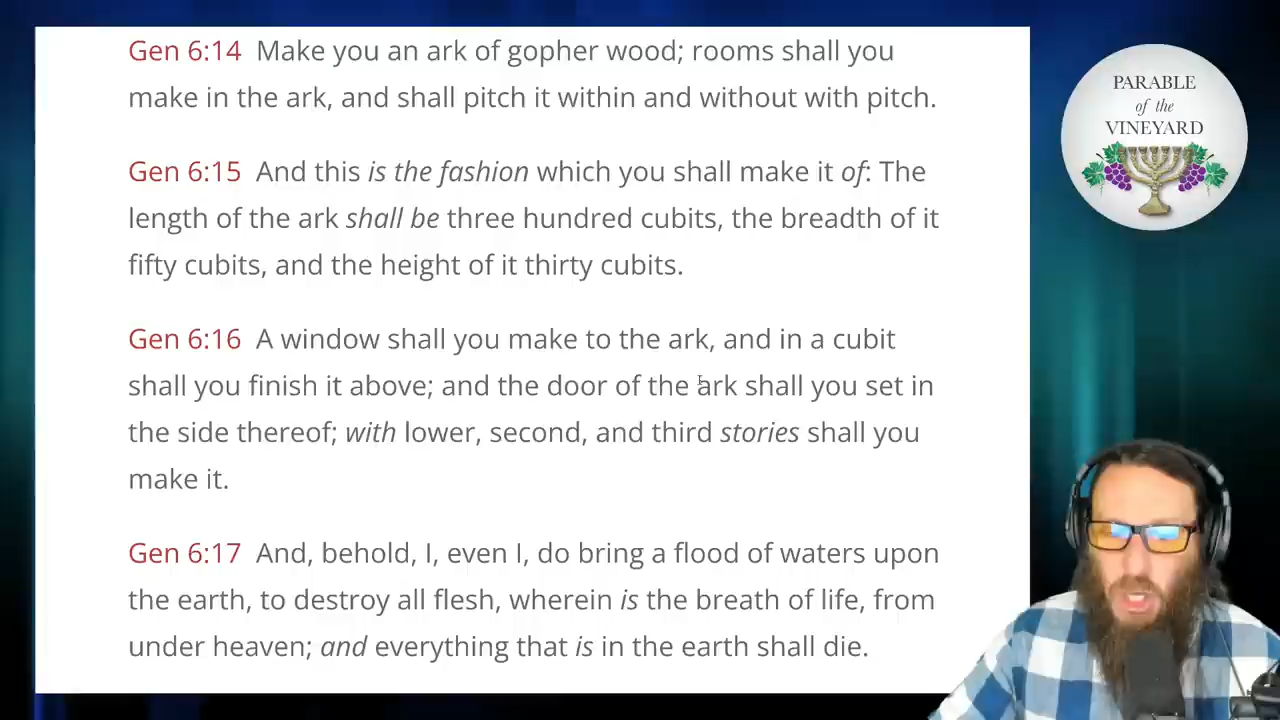 Gen 6:14 Make you an ark of gopher wood; rooms shall you
make in the ark, and shall pitch it within and without with pitch.
Gen 6:15 And this is the fashion which you shall make it of: The
length of the ark shall be three hundred cubits, the breadth of it
fifty cubits, and the height of it thirty cubits.
Gen 6:16 A window shall you make to the ark, and in a cubit
shall you finish it above; and the door of the ark shall you set in
the side thereof; with lower, second, and third stories shall you
make it.
Gen 6:17 And, behold, I, even I, do bring a flood of waters upon
the earth, to destroy all flesh, wherein is the breath of life, from
under heaven; and everything that is in the earth shall die.
PARABLE
of the
VINEYARD